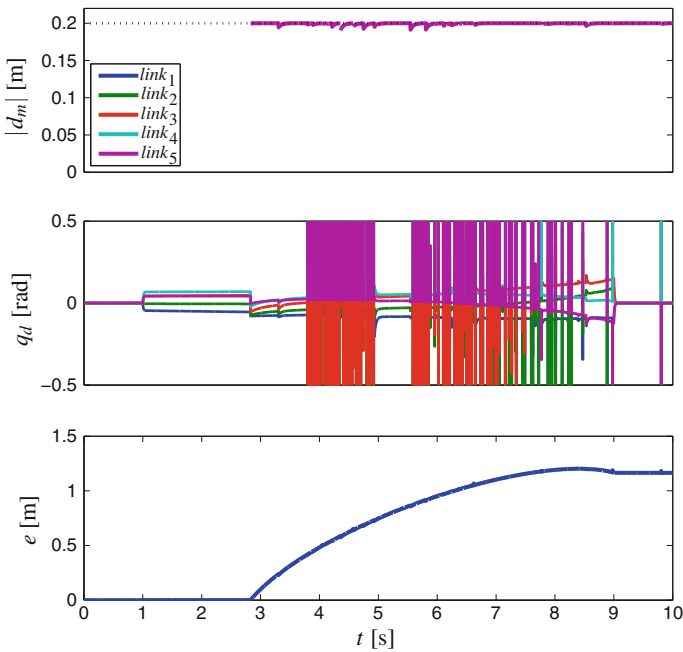 0.2
0.15
0.1
0.05
0
|d_m| [m]
link_1
link_2
link_3
link_4
link_5
0.5
0
−0.5
q_d [rad]
1.5
1
0.5
0
e [m]
0 1 2 3 4 5 6 7 8 9 10
t [s]